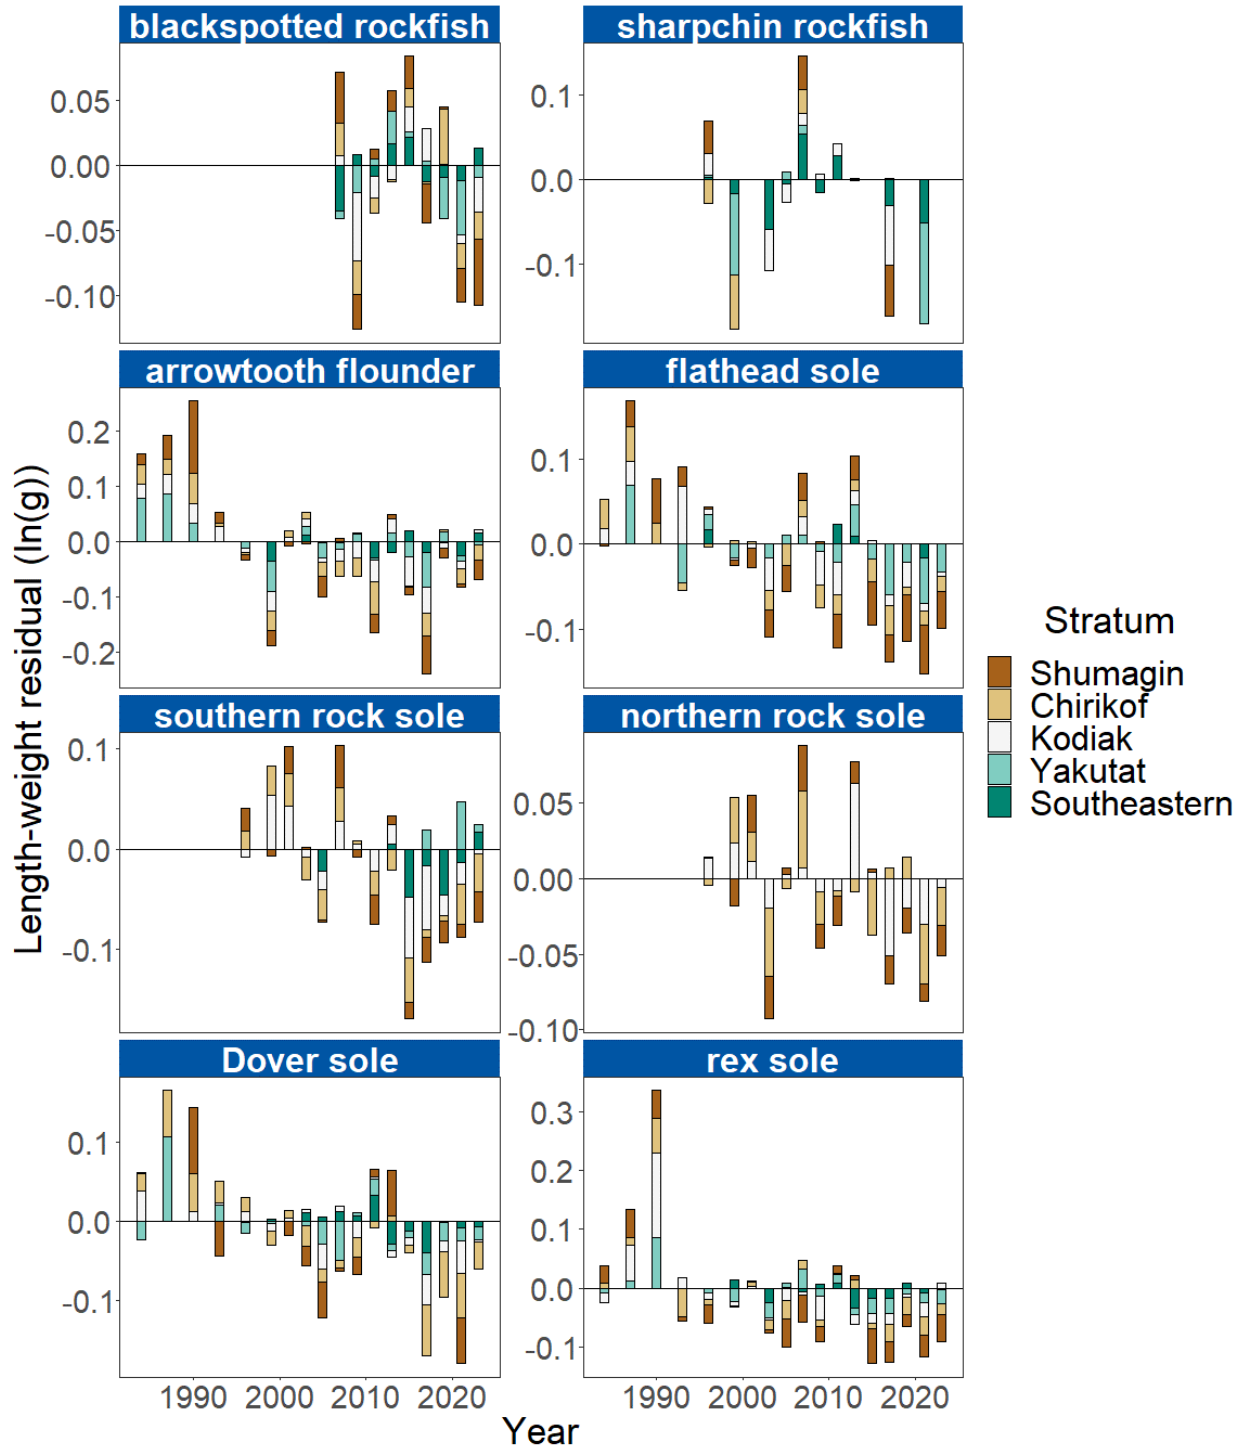 blackspotted rockfish
sharpchin rockfish
0.05
0.00
-0.05
-0.10
0.1
0.0
-0.1
arrowtooth flounder
flathead sole
0.2
0.1
0.0
-0.1
-0.2
0.1
0.0
-0.1
southern rock sole
northern rock sole
0.1
0.0
-0.1
0.05
0.00
-0.05
-0.10
Dover sole
rex sole
0.1
0.0
-0.1
0.3
0.2
0.1
0.0
-0.1
1990 2000 2010 2020
1990 2000 2010 2020
Year
Length-weight residual (ln(g))
Stratum
Shumagin
Chirikof
Kodiak
Yakutat
Southeastern